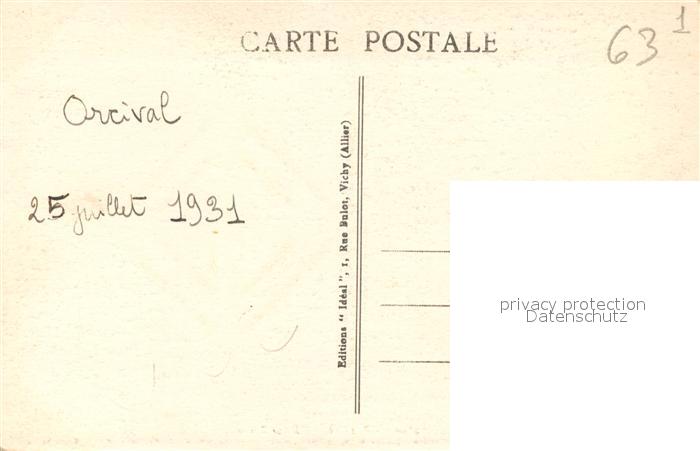 CARTE POSTALE
63 1
Orcival
25 juillet 1931
Editions " Idéal ", 1, Rue Bulot, Vichy (Allier)
privacy protection
Datenschutz